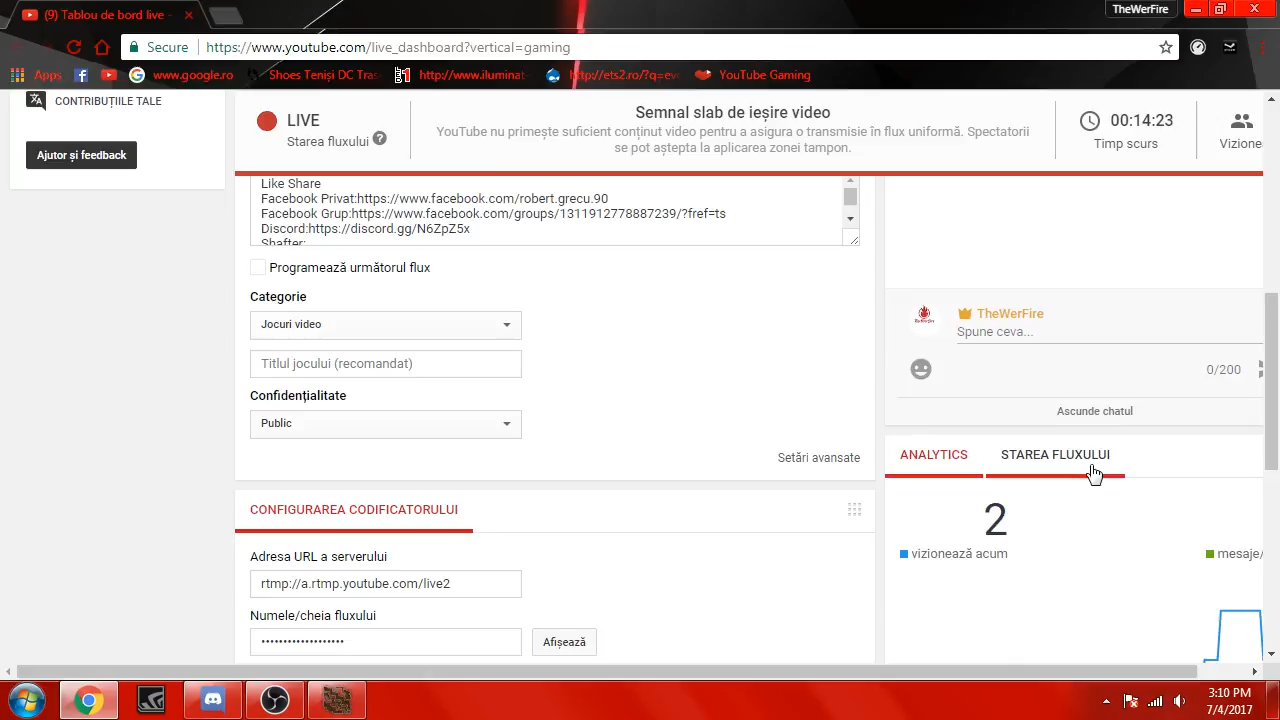 (9) Tablou de bord live -
TheWerFire
Secure
https://www.youtube.com/live_dashboard?vertical=gaming
Apps
www.google.ro
Shoes Teniși DC Tras
http://www.iluminat
http://ets2.ro/?q=evo
YouTube Gaming
CONTRIBUȚIILE TALE
Ajutor și feedback
LIVE
Starea fluxului ?
Semnal slab de ieșire video
YouTube nu primește suficient conținut video pentru a asigura o transmisie în flux uniformă. Spectatorii
se pot aștepta la aplicarea zonei tampon.
00:14:23
Timp scurs
Vizione
Like Share
Facebook Privat:https://www.facebook.com/robert.grecu.90
Facebook Grup:https://www.facebook.com/groups/1311912778887239/?fref=ts
Discord:https://discord.gg/N6ZpZ5x
Shafter:
Programează următorul flux
Categorie
Jocuri video
Titlul jocului (recomandat)
Confidențialitate
Public
Setări avansate
TheWerFire
Spune ceva...
0/200
Ascunde chatul
ANALYTICS
STAREA FLUXULUI
2
vizionează acum
mesaje/
CONFIGURAREA CODIFICATORULUI
Adresa URL a serverului
rtmp://a.rtmp.youtube.com/live2
Numele/cheia fluxului
•••••••••••••••••••
Afișează
3:10 PM
7/4/2017